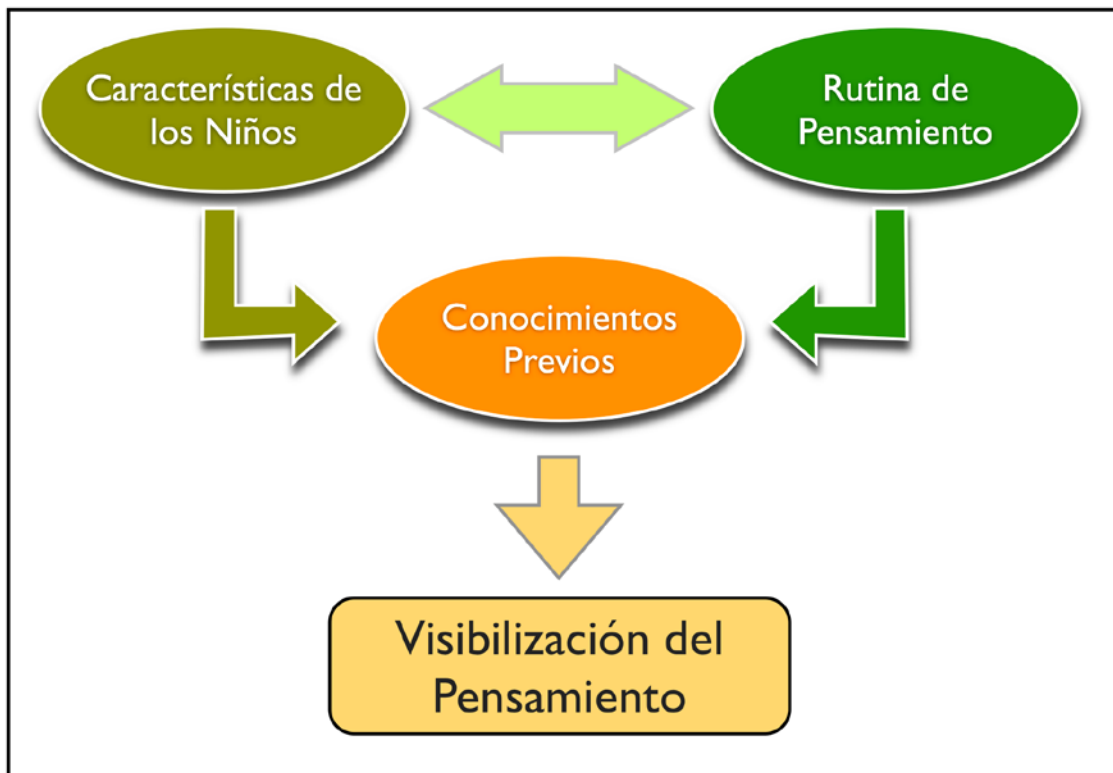 Características de
los Niños
Rutina de
Pensamiento
Conocimientos
Previos
Visibilización del
Pensamiento